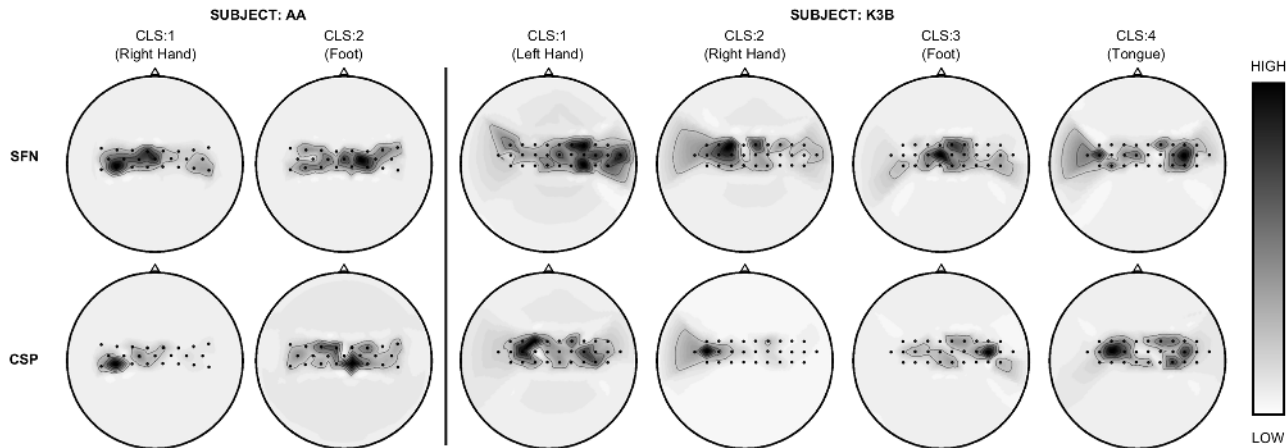 SUBJECT: AA
SUBJECT: K3B
CLS:1
(Right Hand)
CLS:2
(Foot)
CLS:1
(Left Hand)
CLS:2
(Right Hand)
CLS:3
(Foot)
CLS:4
(Tongue)
HIGH
SFN
CSP
LOW